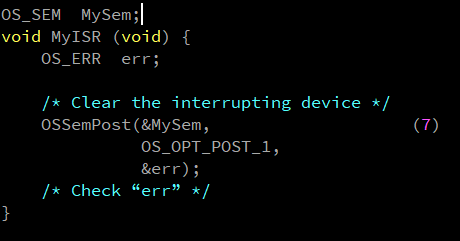 OS_SEM  MySem;
void MyISR (void) {
    OS_ERR  err;

    /* Clear the interrupting device */
    OSSemPost(&MySem,                    (7)
              OS_OPT_POST_1,
              &err);
    /* Check “err” */
}